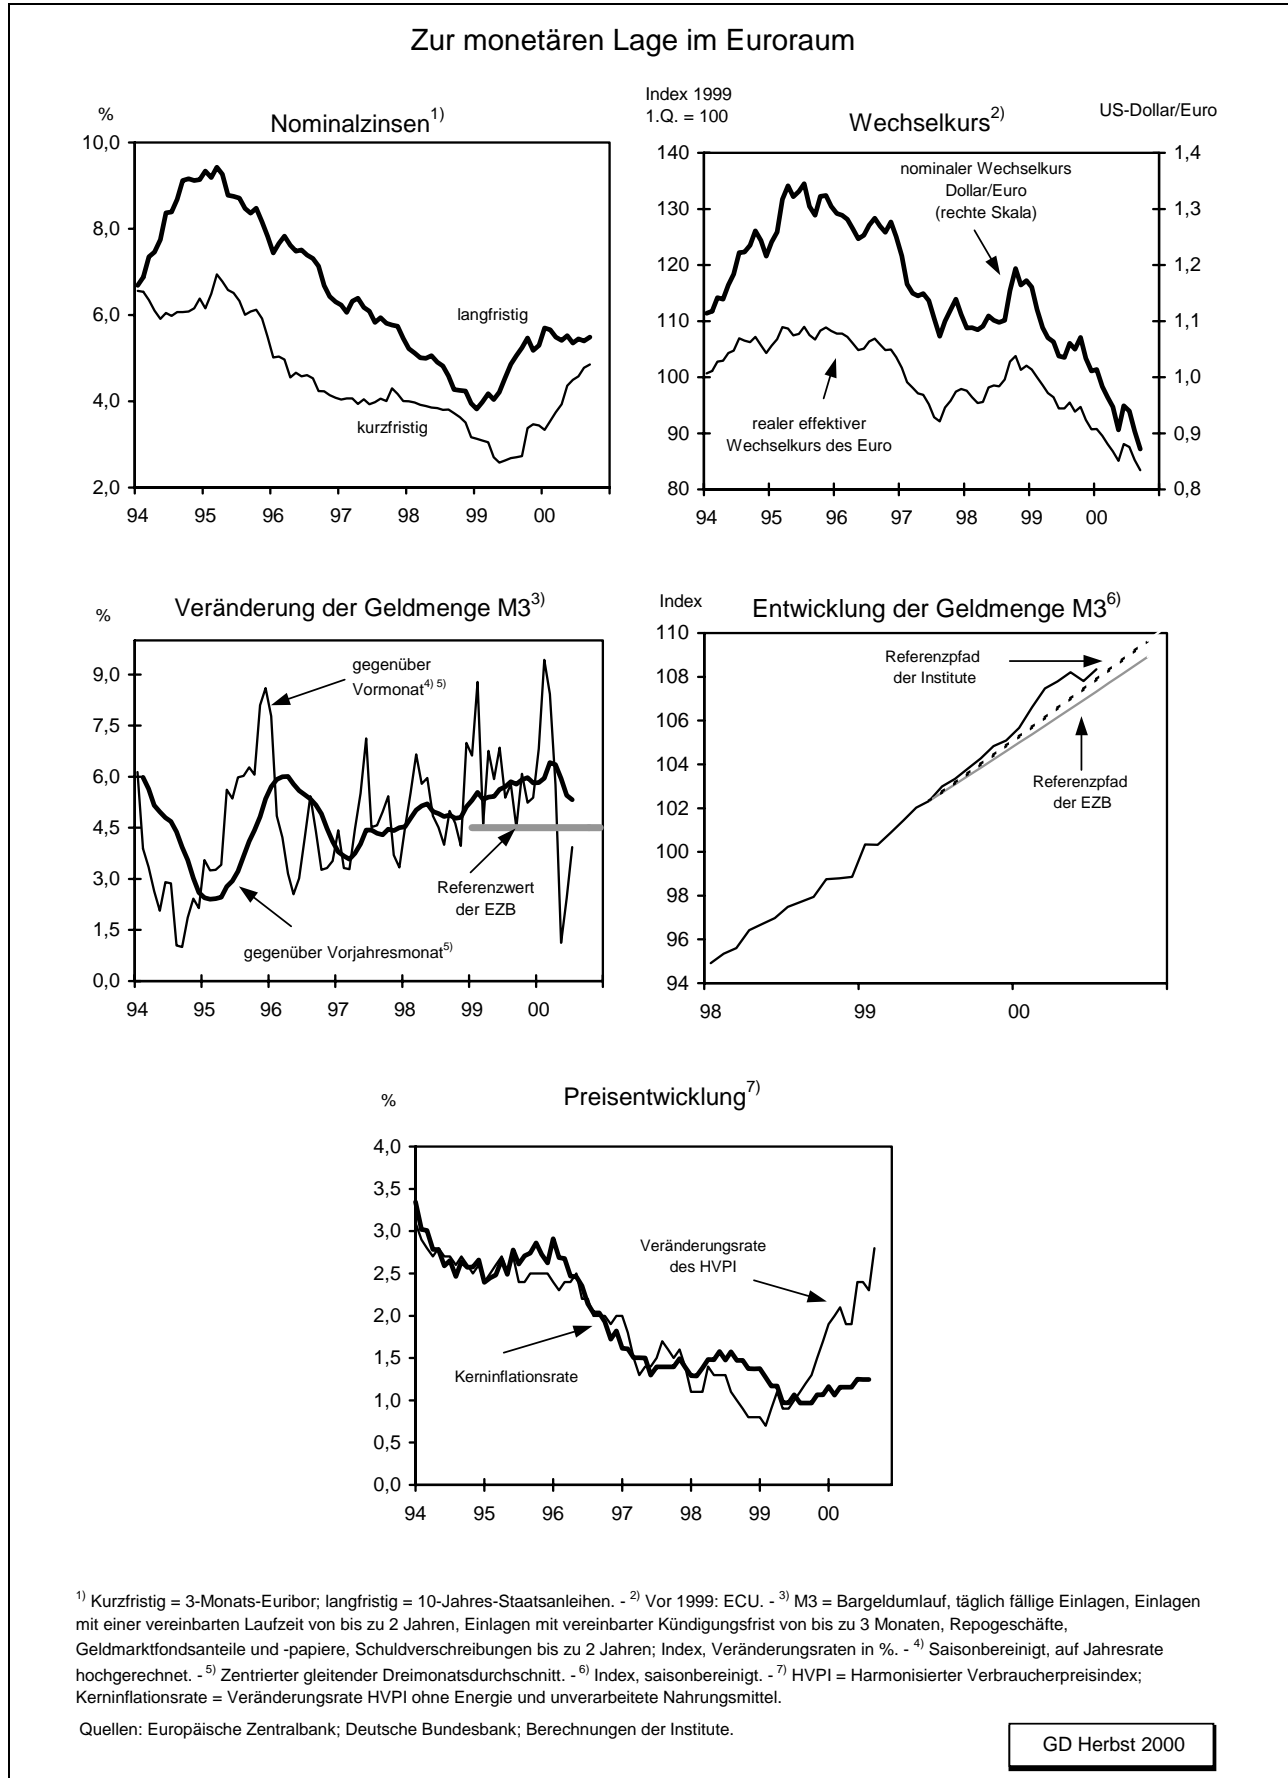 Zur monetären Lage im Euroraum
%
Nominalzinsen1)
10,0
8,0
6,0
4,0
2,0
langfristig
kurzfristig
94 95 96 97 98 99 00
Index 1999
1.Q. = 100
Wechselkurs2)
US-Dollar/Euro
140
130
120
110
100
90
80
1,4
1,3
1,2
1,1
1,0
0,9
0,8
nominaler Wechselkurs
Dollar/Euro
(rechte Skala)
realer effektiver
Wechselkurs des Euro
94 95 96 97 98 99 00
%
Veränderung der Geldmenge M33)
9,0
7,5
6,0
4,5
3,0
1,5
0,0
gegenüber
Vormonat4) 5)
Referenzwert
der EZB
gegenüber Vorjahresmonat5)
94 95 96 97 98 99 00
Index
Entwicklung der Geldmenge M36)
110
108
106
104
102
100
98
96
94
Referenzpfad
der Institute
Referenzpfad
der EZB
98 99 00
%
Preisentwicklung7)
4,0
3,5
3,0
2,5
2,0
1,5
1,0
0,5
0,0
Veränderungsrate
des HVPI
Kerninflationsrate
94 95 96 97 98 99 00
1) Kurzfristig = 3-Monats-Euribor; langfristig = 10-Jahres-Staatsanleihen. - 2) Vor 1999: ECU. - 3) M3 = Bargeldumlauf, täglich fällige Einlagen, Einlagen
mit einer vereinbarten Laufzeit von bis zu 2 Jahren, Einlagen mit vereinbarter Kündigungsfrist von bis zu 3 Monaten, Repogeschäfte,
Geldmarktfondsanteile und -papiere, Schuldverschreibungen bis zu 2 Jahren; Index, Veränderungsraten in %. - 4) Saisonbereinigt, auf Jahresrate
hochgerechnet. - 5) Zentrierter gleitender Dreimonatsdurchschnitt. - 6) Index, saisonbereinigt. - 7) HVPI = Harmonisierter Verbraucherpreisindex;
Kerninflationsrate = Veränderungsrate HVPI ohne Energie und unverarbeitete Nahrungsmittel.
Quellen: Europäische Zentralbank; Deutsche Bundesbank; Berechnungen der Institute.
GD Herbst 2000